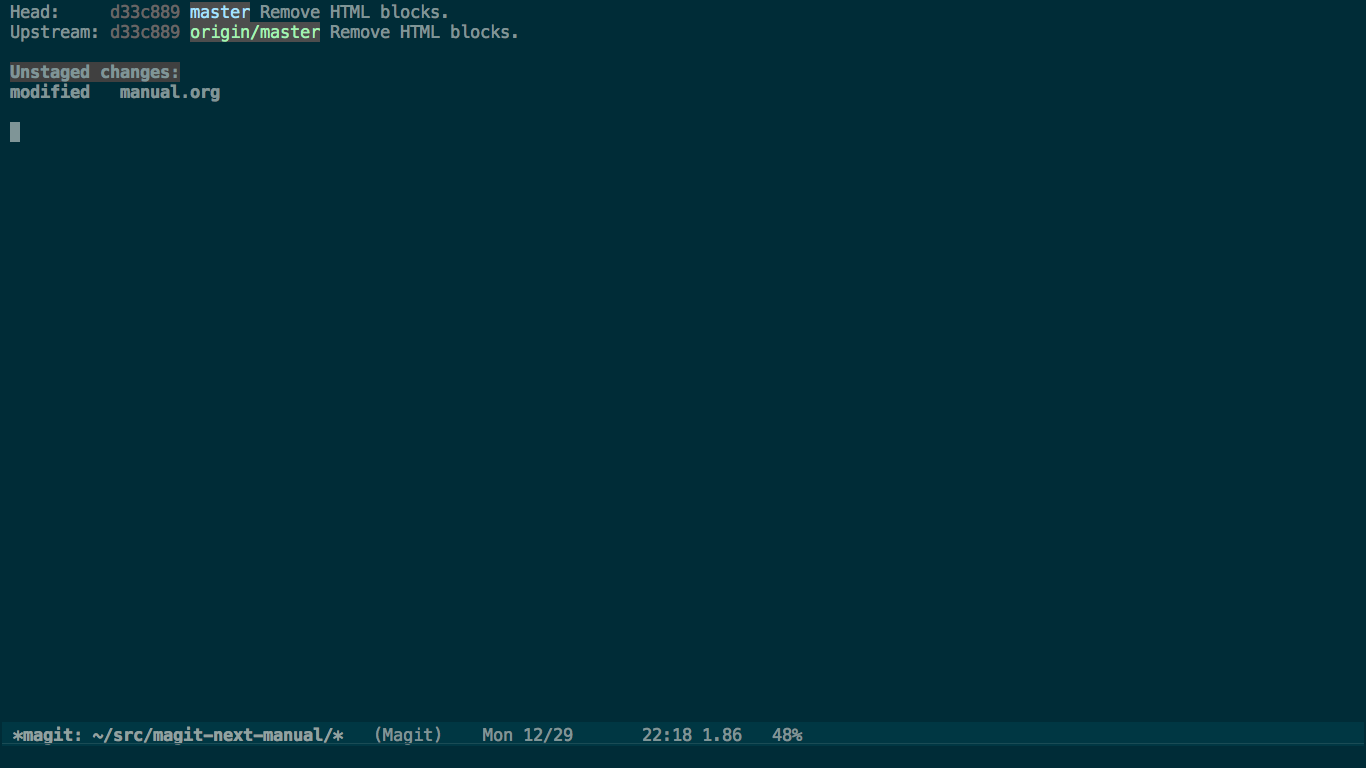 Head:     d33c889 master Remove HTML blocks.
Upstream: d33c889 origin/master Remove HTML blocks.
Unstaged changes:
modified   manual.org
*magit: ~/src/magit-next-manual/*   (Magit)    Mon 12/29       22:18 1.86   48%